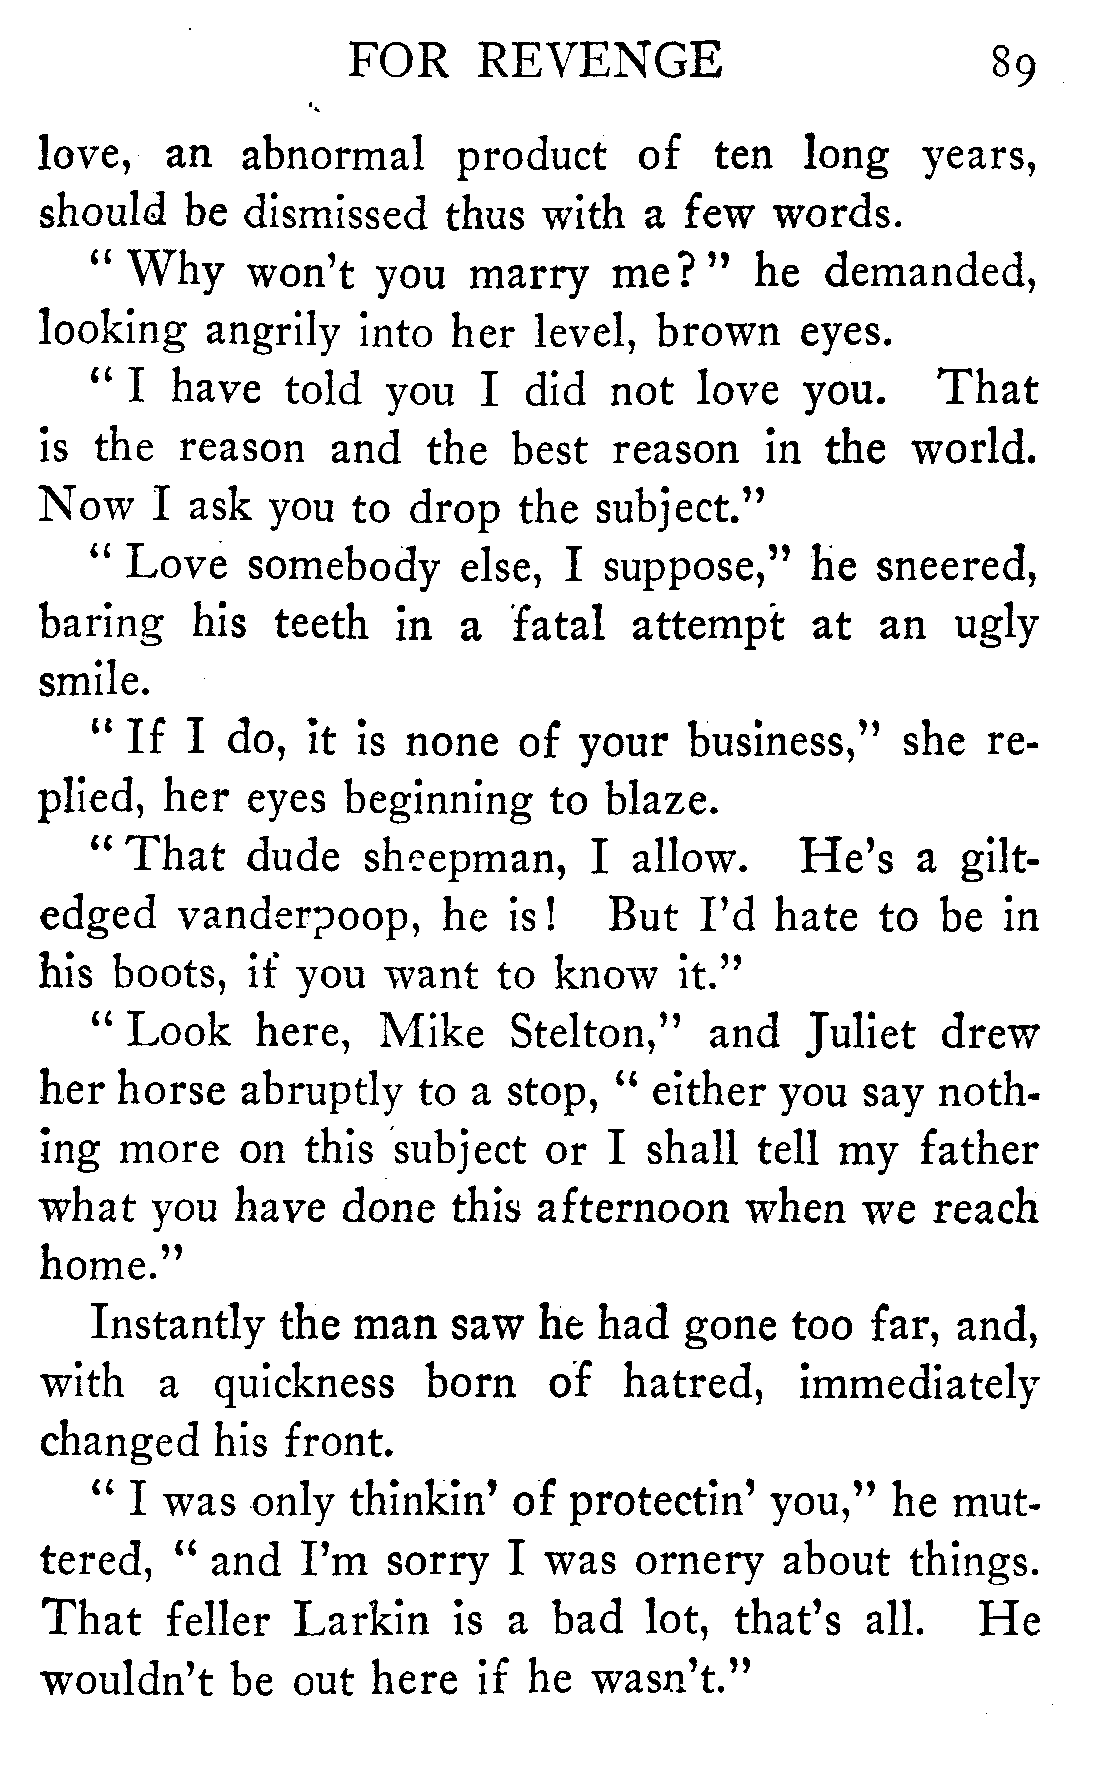 FOR REVENGE 89
love, an abnormal product of ten long years,
should be dismissed thus with a few words.
“ Why won’t you marry me? ” he demanded,
looking angrily into her level, brown eyes.
“ I have told you I did not love you. That
is the reason and the best reason in the world.
Now I ask you to drop the subject.”
“ Love somebody else, I suppose,” he sneered,
baring his teeth in a fatal attempt at an ugly
smile.
“ If I do, it is none of your business,” she re-
plied, her eyes beginning to blaze.
“ That dude sheepman, I allow. He’s a gilt-
edged vanderpoop, he is! But I’d hate to be in
his boots, if you want to know it.”
“ Look here, Mike Stelton,” and Juliet drew
her horse abruptly to a stop, “ either you say noth-
ing more on this subject or I shall tell my father
what you have done this afternoon when we reach
home.”
Instantly the man saw he had gone too far, and,
with a quickness born of hatred, immediately
changed his front.
“ I was only thinkin’ of protectin’ you,” he mut-
tered, “ and I’m sorry I was ornery about things.
That feller Larkin is a bad lot, that’s all. He
wouldn’t be out here if he wasn’t.”